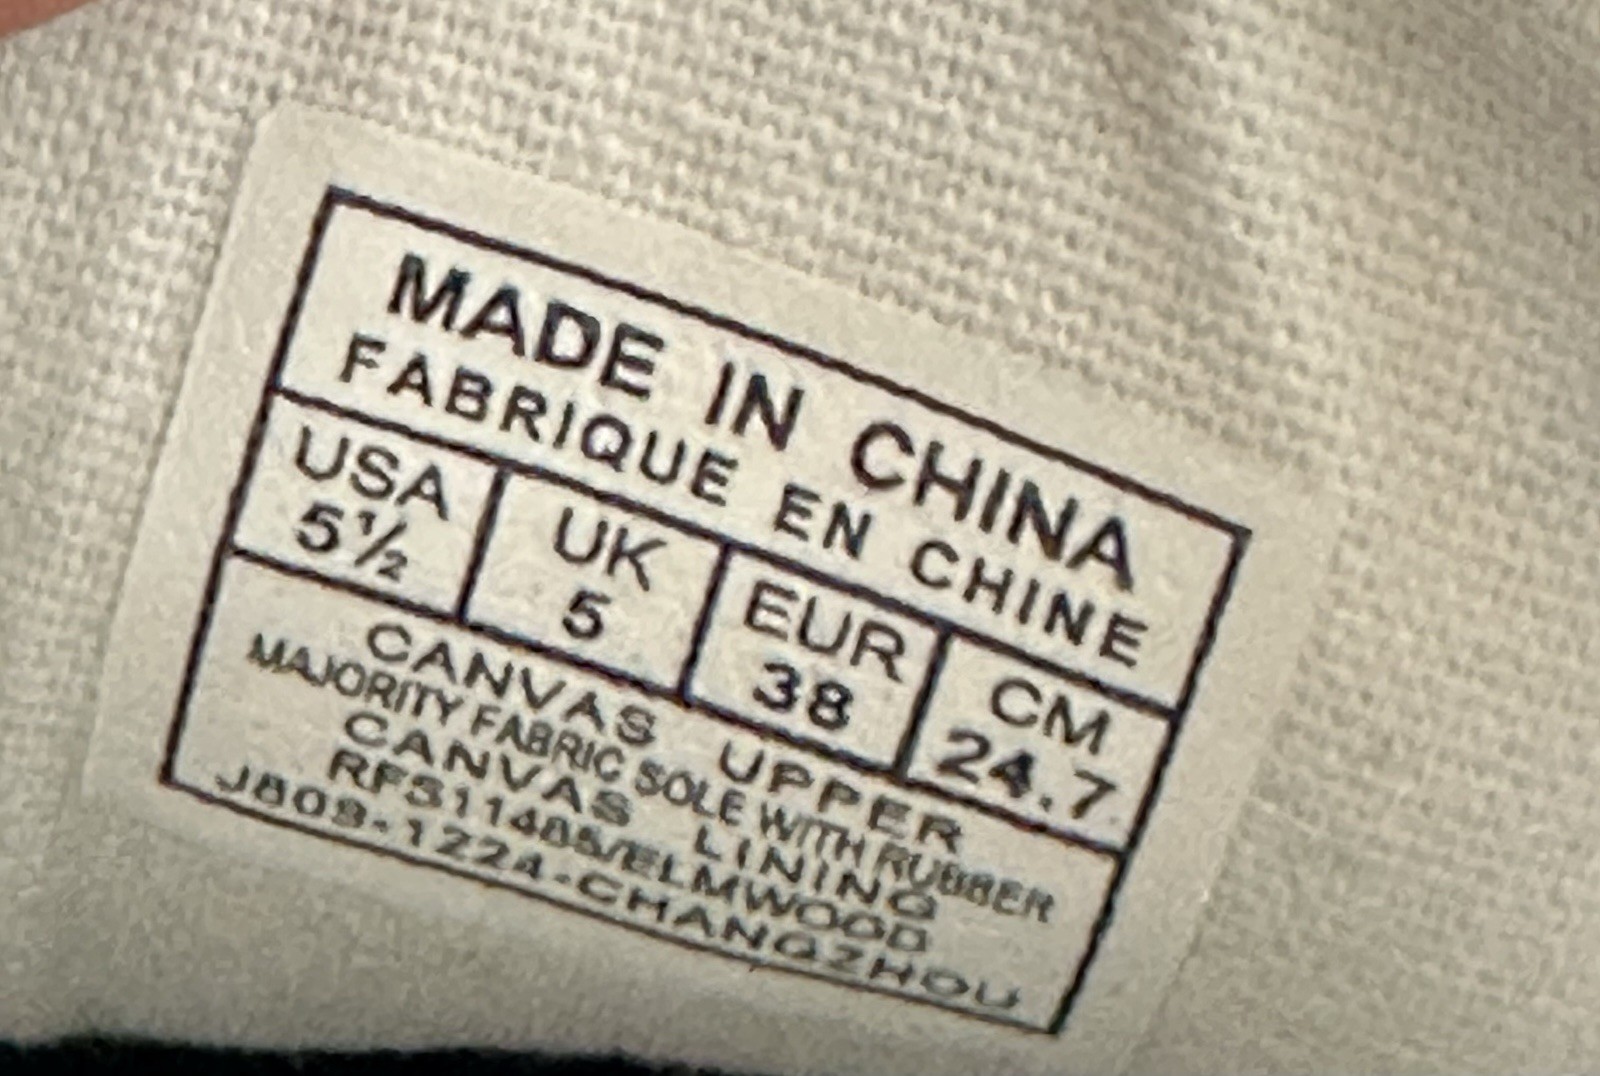 MADE IN CHINA
FABRIQUE EN CHINE
USA UK EUR CM
5½ 5 38 24.7
CANVAS UPPER
MAJORITY FABRIC SOLE WITH RUBBER
CANVAS LINING
RF311485/ELMWOOD
J809-1224-CHANGZHOU